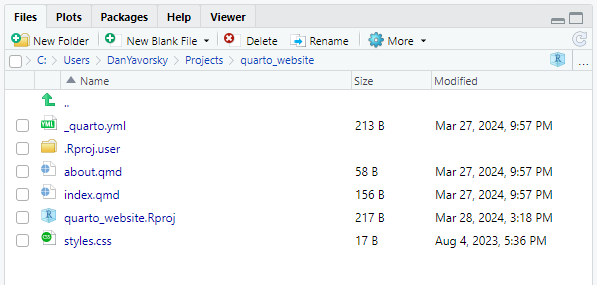 Files Plots Packages Help Viewer
New Folder New Blank File Delete Rename More
C: Users DanYavorsky Projects quarto_website R ...
Name Size Modified
..
YML _quarto.yml 213 B Mar 27, 2024, 9:57 PM
.Rproj.user
about.qmd 58 B Mar 27, 2024, 9:57 PM
index.qmd 156 B Mar 27, 2024, 9:57 PM
R quarto_website.Rproj 217 B Mar 28, 2024, 3:18 PM
CSS styles.css 17 B Aug 4, 2023, 5:36 PM